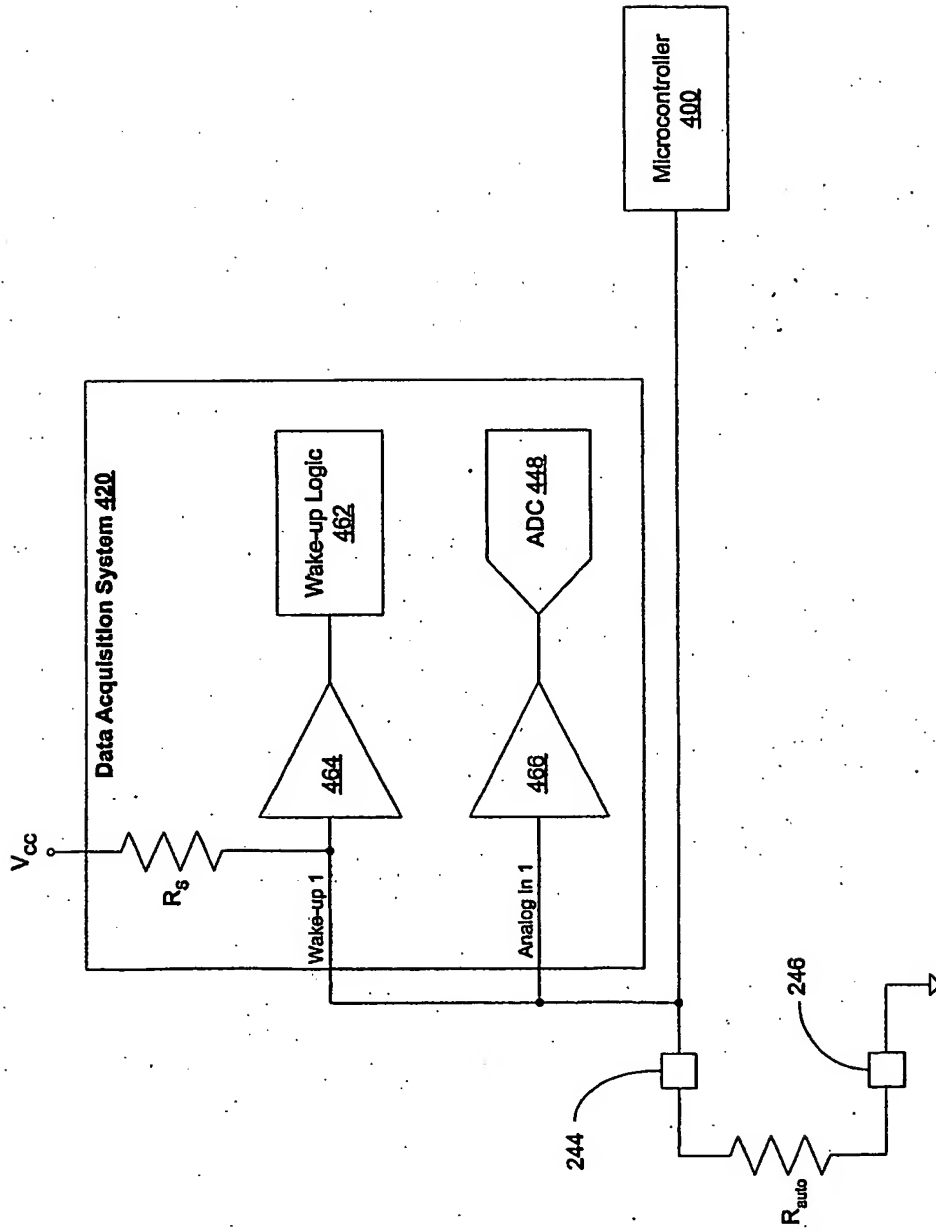 Vcc
Data Acquisition System 420
Rs
Wake-up 1
464
Wake-up Logic
462
Analog In 1
466
ADC 448
Microcontroller
400
244
246
Rauto